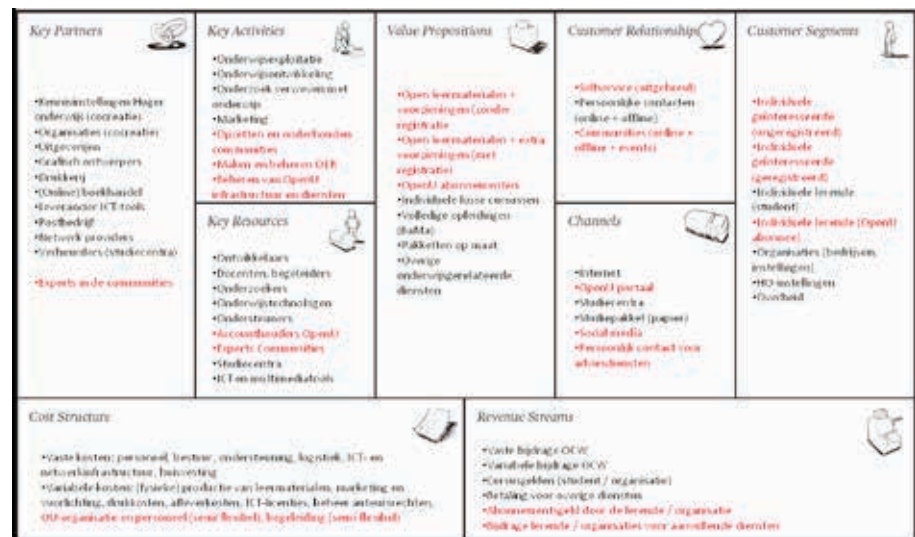 Key Partners
•Kennisinstellingen Hoger
onderwijs (cocreatie)
•Organisaties (cocreatie)
•Uitgeverijen
•Grafisch ontwerpers
•Drukkerij
•(Online) boekhandel
•Leverancier ICT-tools
•Postbedrijf
•Netwerk providers
•Verhuurders (studiecentra)
•Experts in de communities
Key Activities
•Onderwijsexploitatie
•Onderwijsontwikkeling
•Onderzoek verweven met
onderwijs
•Marketing
•Opzetten en onderhouden
communities
•Maken en beheren OER
•Beheren van OpenU
infrastructuur en diensten
Key Resources
•Ontwikkelaars
•Docenten, begeleiders
•Onderzoekers
•Onderwijstechnologen
•Ondersteuners
•Accounthouders OpenU
•Experts Communities
•Studiecentra
•ICT en multimediatools
Value Propositions
•Open leermaterialen +
voorzieningen (zonder
registratie
•Open leermaterialen + extra
voorzieningen (met
registratie)
•OpenU abonnementen
•Individuele losse cursussen
•Volledige opleidingen
(BaMa)
•Pakketten op maat
•Overige
onderwijsgerelateerde
diensten
Customer Relationships
•Selfservice (uitgebreid)
•Persoonlijke contacten
(online + offline)
•Communities (online +
offline + events)
Channels
•Internet
•OpenU portaal
•Studiecentra
•Studiepakket (papier)
•Social media
•Persoonlijk contact voor
adviesdiensten
Customer Segments
•Individuele
geïnteresseerde
(ongeregistreerd)
•Individuele
geïnteresseerde
(geregistreerd)
•Individuele lerende
(student)
•Individuele lerende (OpenU
abonnee)
•Organisaties (bedrijven,
instellingen)
•HO-instellingen
•Overheid
Cost Structure
•Vaste kosten: personeel, bestuur, ondersteuning, logistiek, ICT- en
netwerkinfrastructuur, huisvesting
•Variabele kosten: (fysieke) productie van leermaterialen, marketing en
voorlichting, drukkosten, afleverkosten, ICT-licenties, beheer auteursrechten,
OU-organisatie en personeel (semi flexibel), begeleiding (semi flexibel)
Revenue Streams
•Vaste bijdrage OCW
•Variabele bijdrage OCW
•Cursusgelden (student / organisatie)
•Betaling voor overige diensten
•Abonnementsgeld door de lerende / organisatie
•Bijdrage lerende / organisaties voor aanvullende diensten